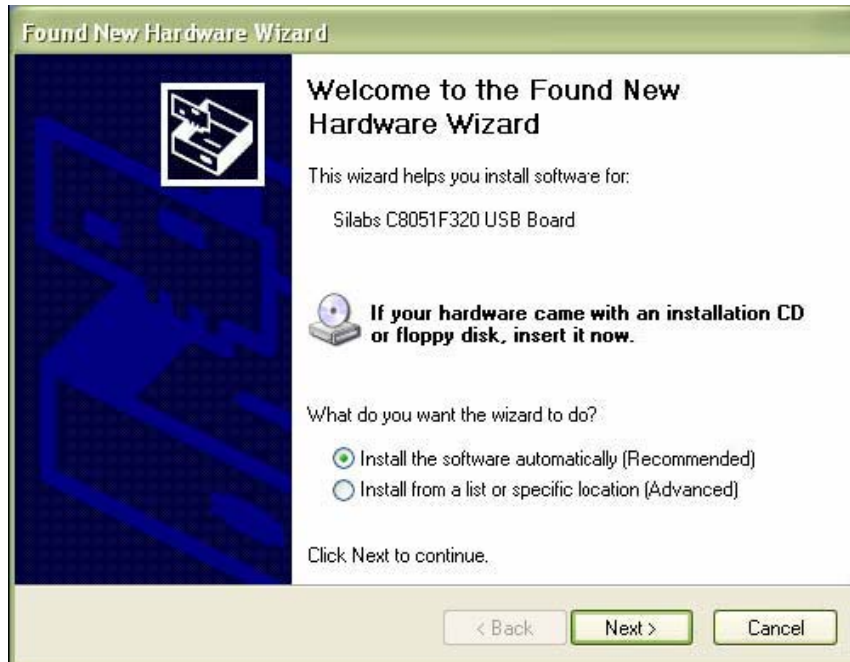 Found New Hardware Wizard
Welcome to the Found New
Hardware Wizard
This wizard helps you install software for:
Silabs C8051F320 USB Board
If your hardware came with an installation CD
or floppy disk, insert it now.
What do you want the wizard to do?
Install the software automatically (Recommended)
Install from a list or specific location (Advanced)
Click Next to continue.
< Back Next > Cancel